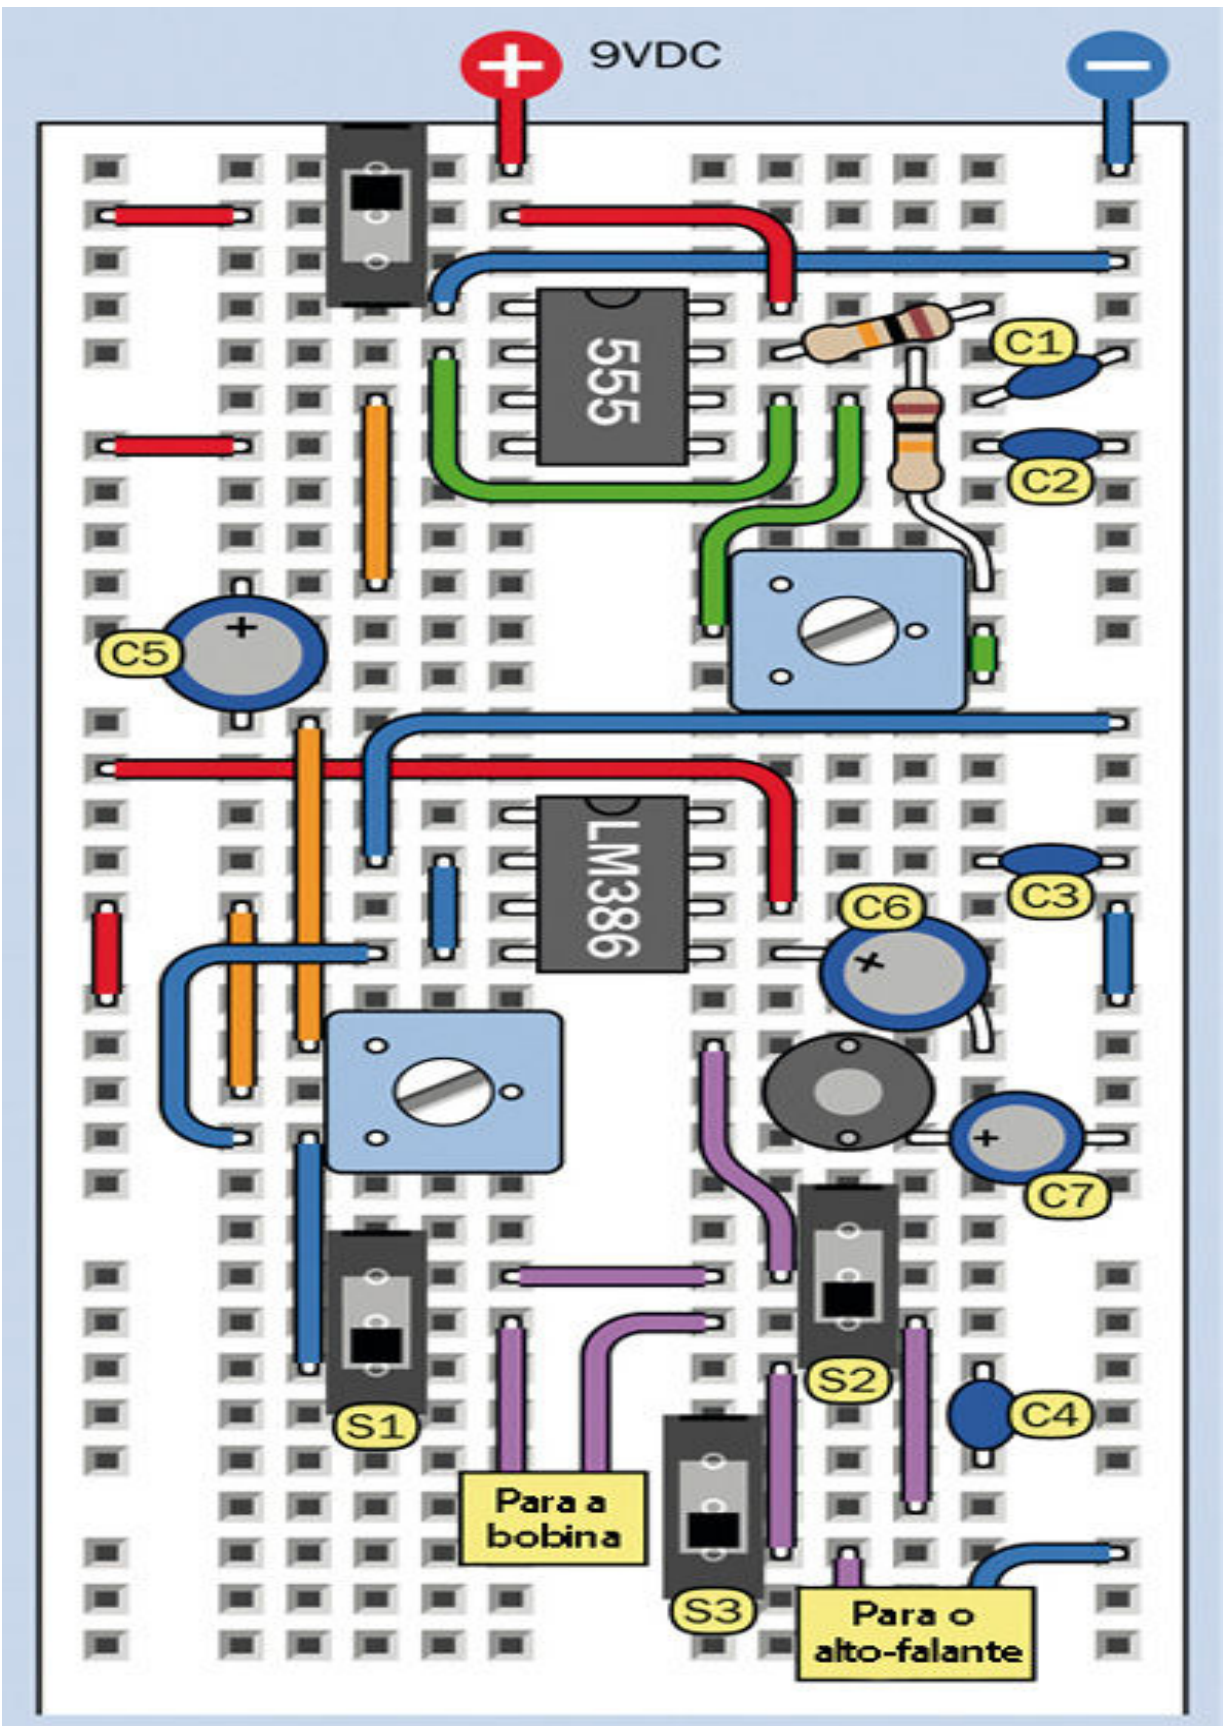 9VDC
555
C1
C2
C5
LM386
C3
C6
C7
S1
S2
C4
Para a
bobina
S3
Para o
alto-falante